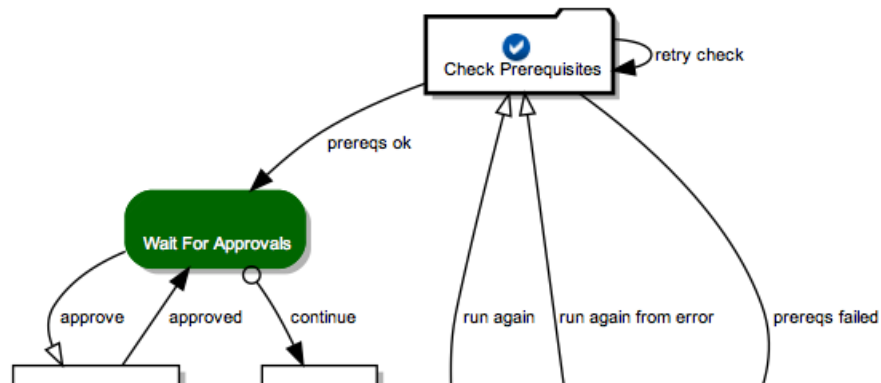 retry check
Check Prerequisites
prereqs ok
Wait For Approvals
approve
approved
continue
run again
run again from error
prereqs failed